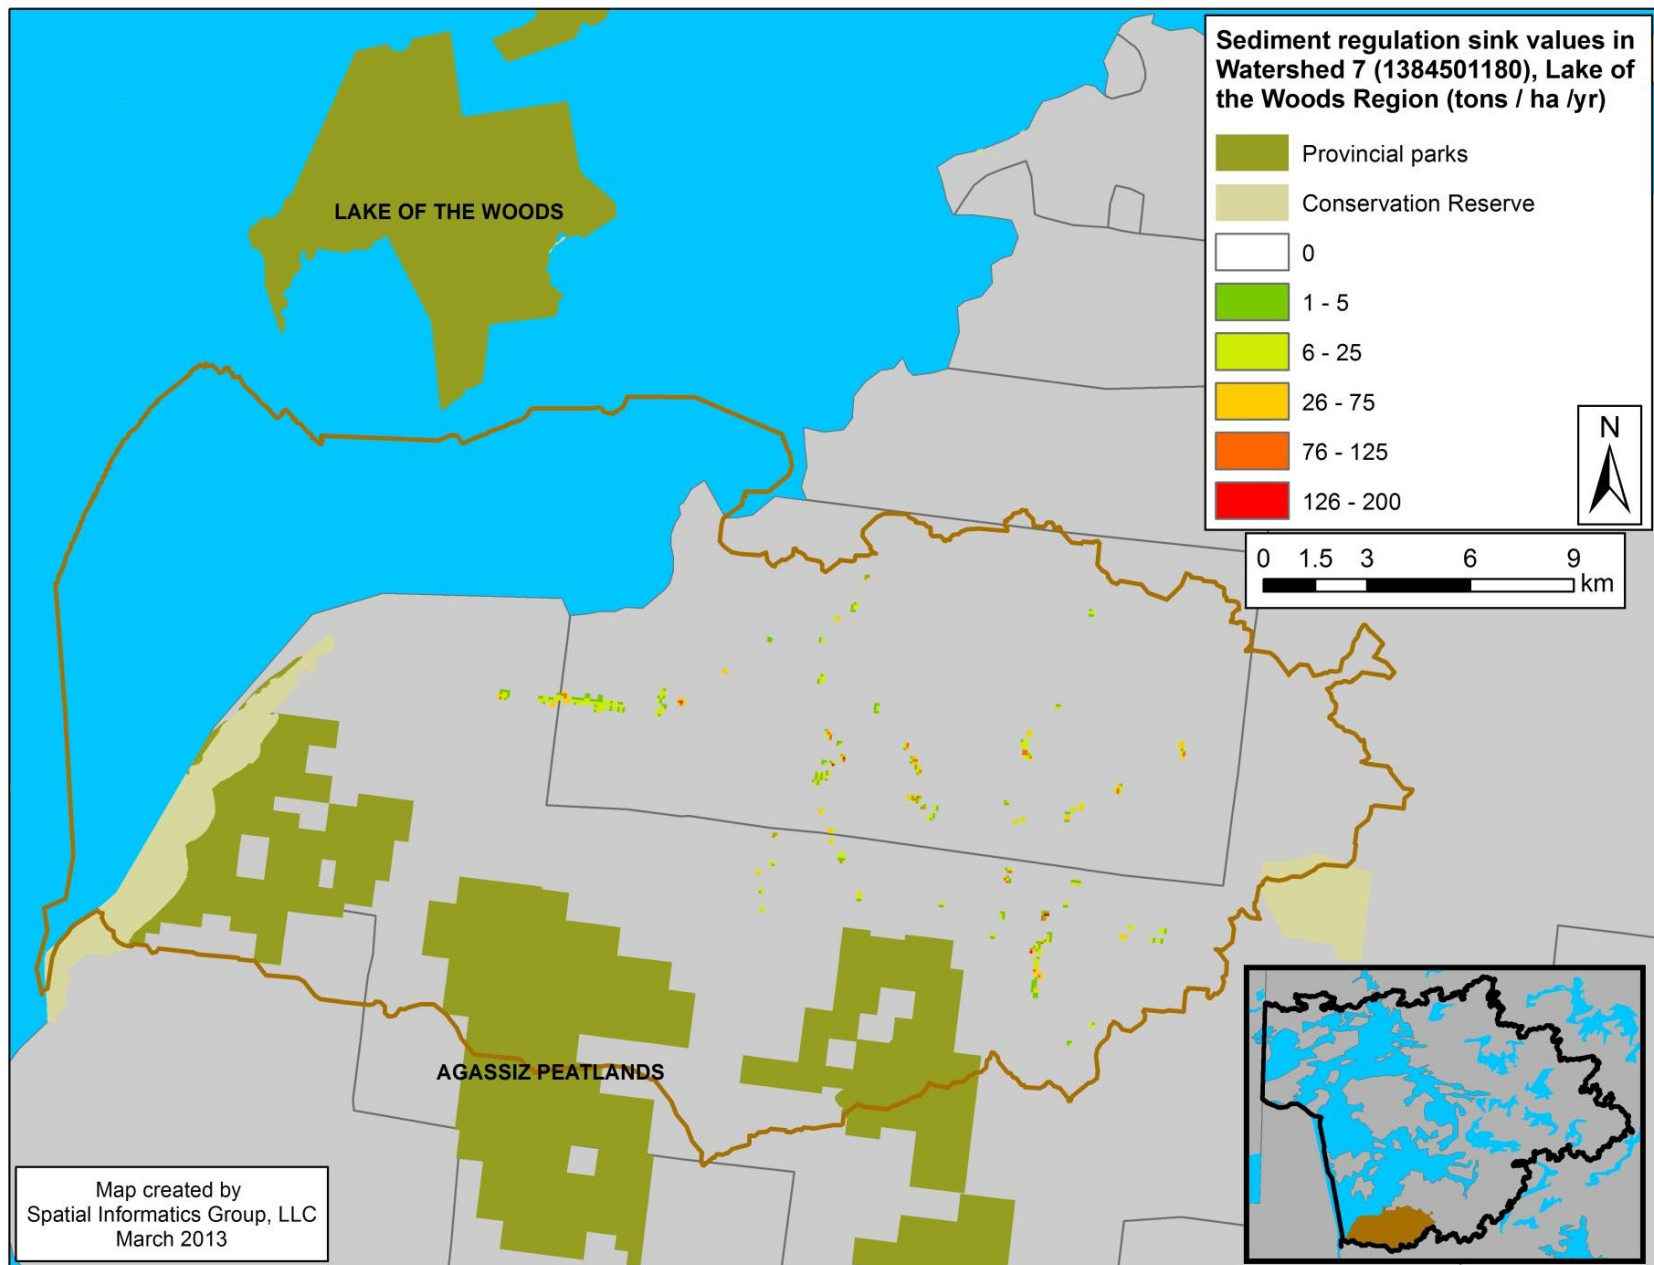 Sediment regulation sink values in
Watershed 7 (1384501180), Lake of
the Woods Region (tons / ha /yr)
Provincial parks
Conservation Reserve
0
1 - 5
6 - 25
26 - 75
76 - 125
126 - 200
N
0 1.5 3 6 9
km
LAKE OF THE WOODS
AGASSIZ PEATLANDS
Map created by
Spatial Informatics Group, LLC
March 2013